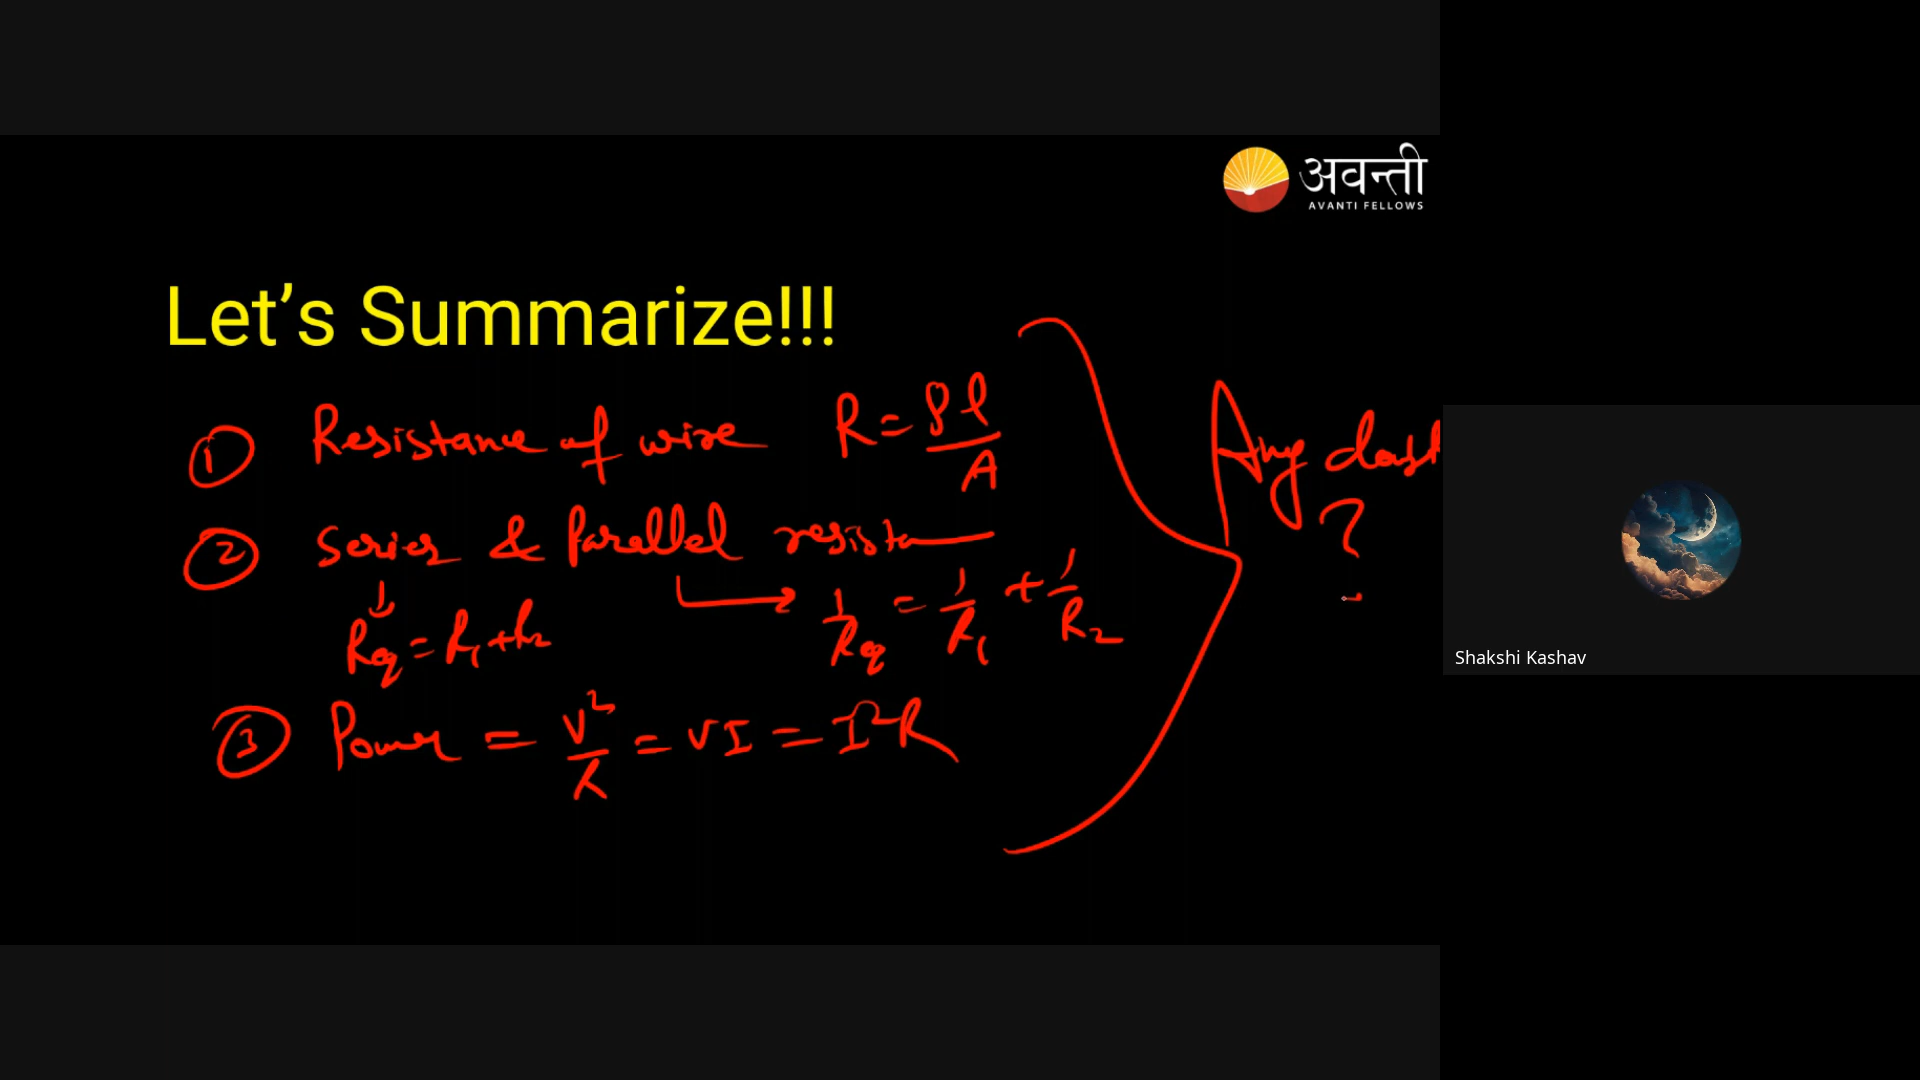 अवन्ती
AVANTI FELLOWS
Let's Summarize!!!
① Resistance of wire R = ρl/A
② Series & Parallel resista
↓ Req = R1 + R2
→ 1/Req = 1/R1 + 1/R2
③ Power = V²/R = VI = I²R
Any
?
Shakshi Kashav